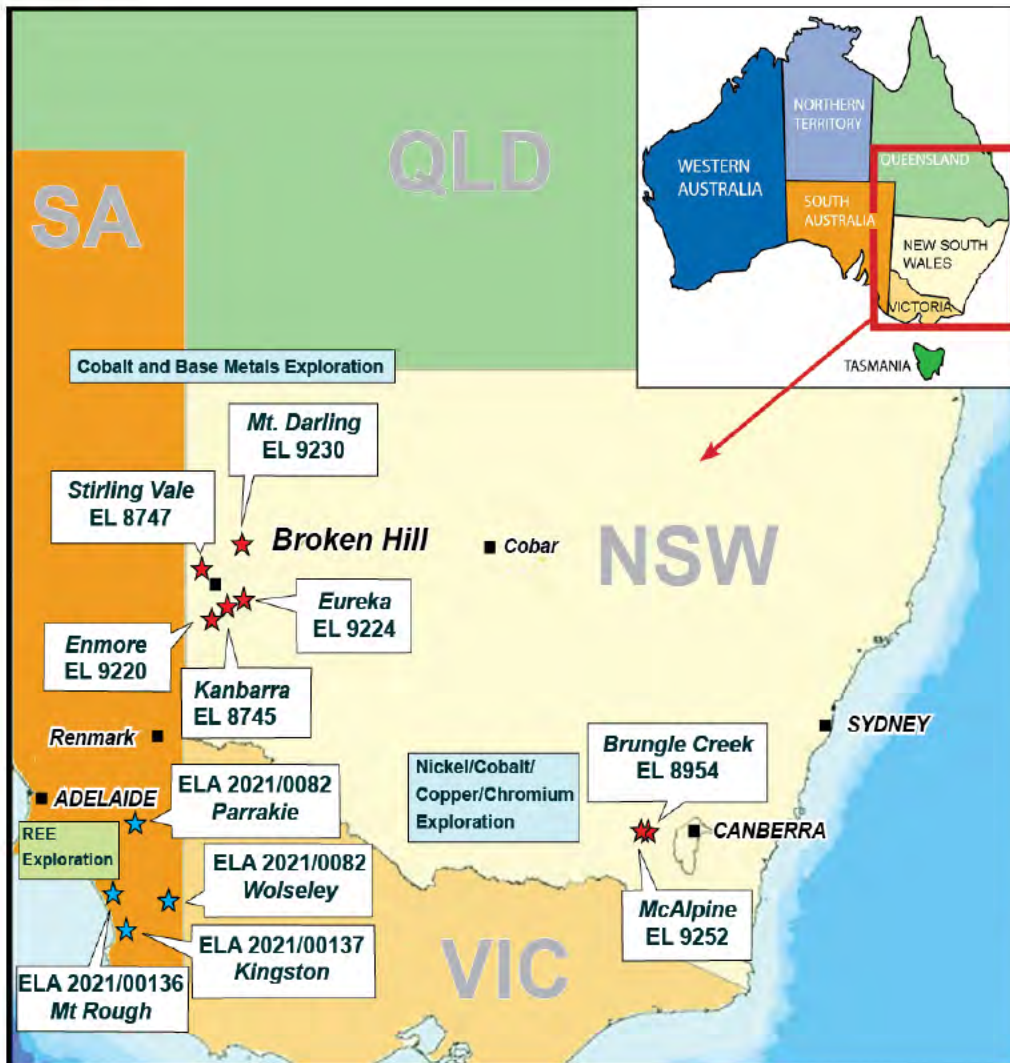 QLD
SA
NORTHERN
TERRITORY
QUEENSLAND
WESTERN
AUSTRALIA
SOUTH
AUSTRALIA
NEW SOUTH
WALES
VICTORIA
TASMANIA
Cobalt and Base Metals Exploration
Mt. Darling
EL 9230
Stirling Vale
EL 8747
Broken Hill
Cobar
NSW
Eureka
EL 9224
Enmore
EL 9220
Kanbarra
EL 8745
Renmark
SYDNEY
Brungle Creek
EL 8954
Nickel/Cobalt/
Copper/Chromium
Exploration
ELA 2021/0082
Parrakie
ADELAIDE
CANBERRA
REE
Exploration
ELA 2021/0082
Wolseley
McAlpine
EL 9252
ELA 2021/00137
Kingston
VIC
ELA 2021/00136
Mt Rough